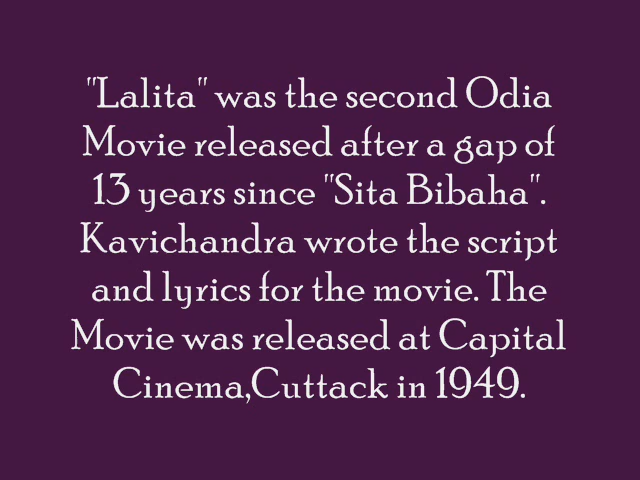 "Lalita" was the second Odia
Movie released after a gap of
13 years since "Sita Bibaha".
Kavichandra wrote the script
and lyrics for the movie. The
Movie was released at Capital
Cinema,Cuttack in 1949.